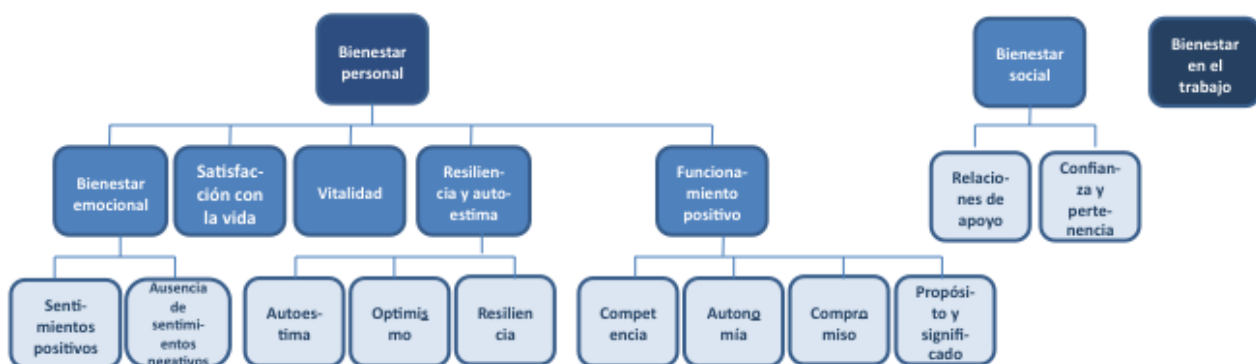 Bienestar
personal
Bienestar
social
Bienestar
en el
trabajo
Bienestar
emocional
Satisfac-
ción con
la vida
Vitalidad
Resilien-
cia y auto-
estima
Funciona-
miento
positivo
Relacio-
nes de
apoyo
Confian-
za y
perte-
nencia
Senti-
mientos
positivos
Ausencia
de
sentimi-
entos
negativos
Autoes-
tima
Optimis
mo
Resilien
cia
Compet
encia
Autono
mía
Compro
miso
Propósi-
to y
signifi-
cado